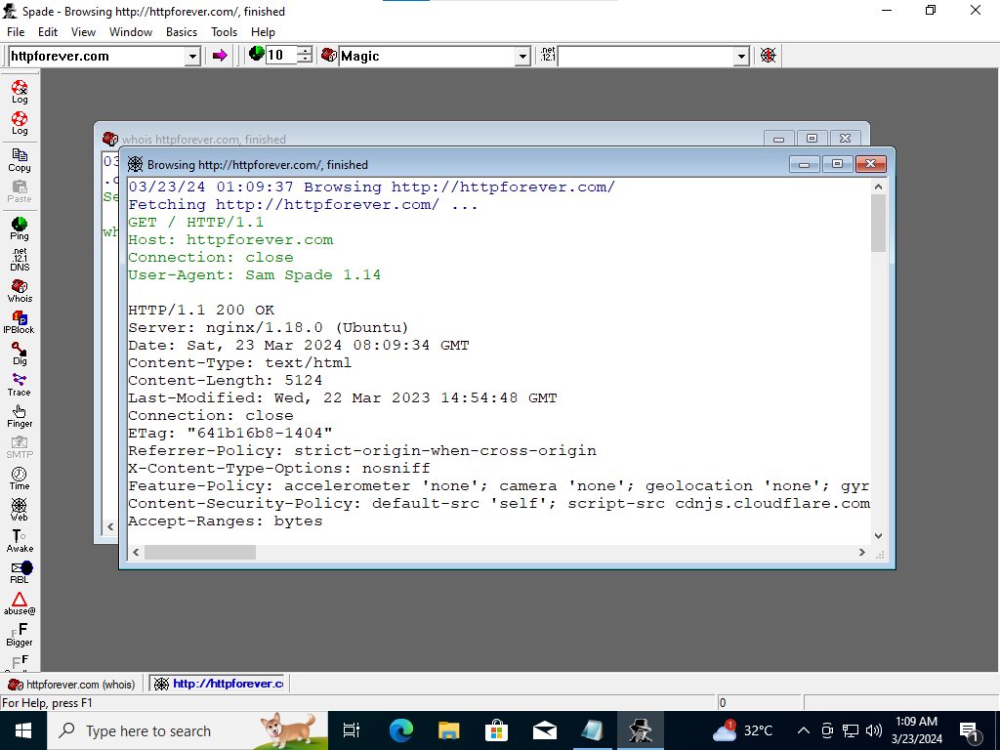 Spade - Browsing http://httpforever.com/, finished
File Edit View Window Basics Tools Help
httpforever.com 10 Magic .net 12.1
Log
Log
Copy
Paste
Ping
.net 12.1 DNS
Whois
IPBlock
Dig
Trace
Finger
SMTP
Time
Web
Awake
RBL
abuse@
Bigger
whois httpforever.com, finished
03
.c
Se
wh
Browsing http://httpforever.com/, finished
03/23/24 01:09:37 Browsing http://httpforever.com/
Fetching http://httpforever.com/ ...
GET / HTTP/1.1
Host: httpforever.com
Connection: close
User-Agent: Sam Spade 1.14
HTTP/1.1 200 OK
Server: nginx/1.18.0 (Ubuntu)
Date: Sat, 23 Mar 2024 08:09:34 GMT
Content-Type: text/html
Content-Length: 5124
Last-Modified: Wed, 22 Mar 2023 14:54:48 GMT
Connection: close
ETag: "641b16b8-1404"
Referrer-Policy: strict-origin-when-cross-origin
X-Content-Type-Options: nosniff
Feature-Policy: accelerometer 'none'; camera 'none'; geolocation 'none'; gyr
Content-Security-Policy: default-src 'self'; script-src cdnjs.cloudflare.com
Accept-Ranges: bytes
httpforever.com (whois) http://httpforever.c
For Help, press F1 0
Type here to search 1 32°C 1:09 AM 1
3/23/2024